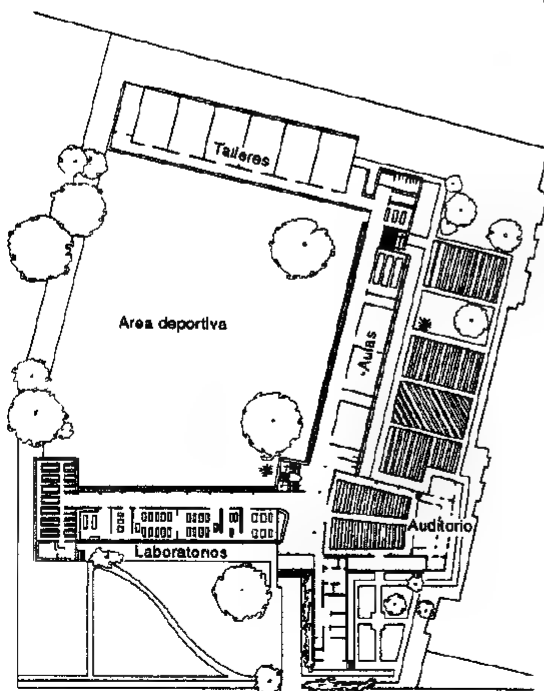 Talleres
Area deportiva
Aulas
Auditorio
Laboratorios